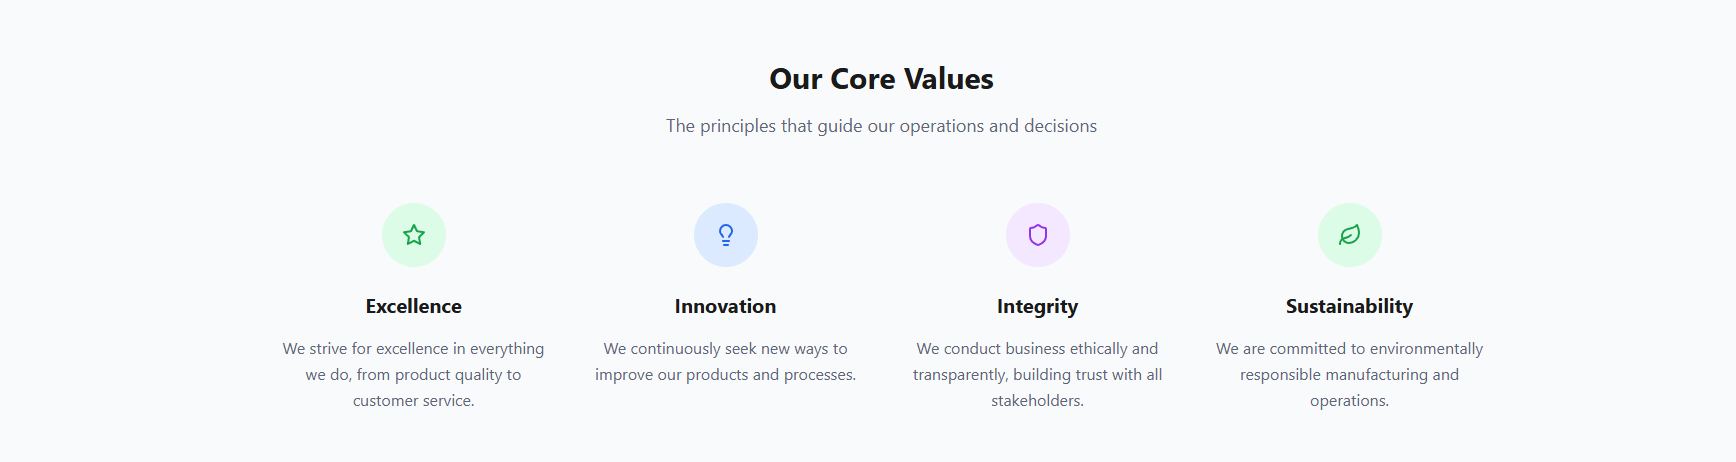 Our Core Values
The principles that guide our operations and decisions
Excellence
We strive for excellence in everything
we do, from product quality to
customer service.
Innovation
We continuously seek new ways to
improve our products and processes.
Integrity
We conduct business ethically and
transparently, building trust with all
stakeholders.
Sustainability
We are committed to environmentally
responsible manufacturing and
operations.